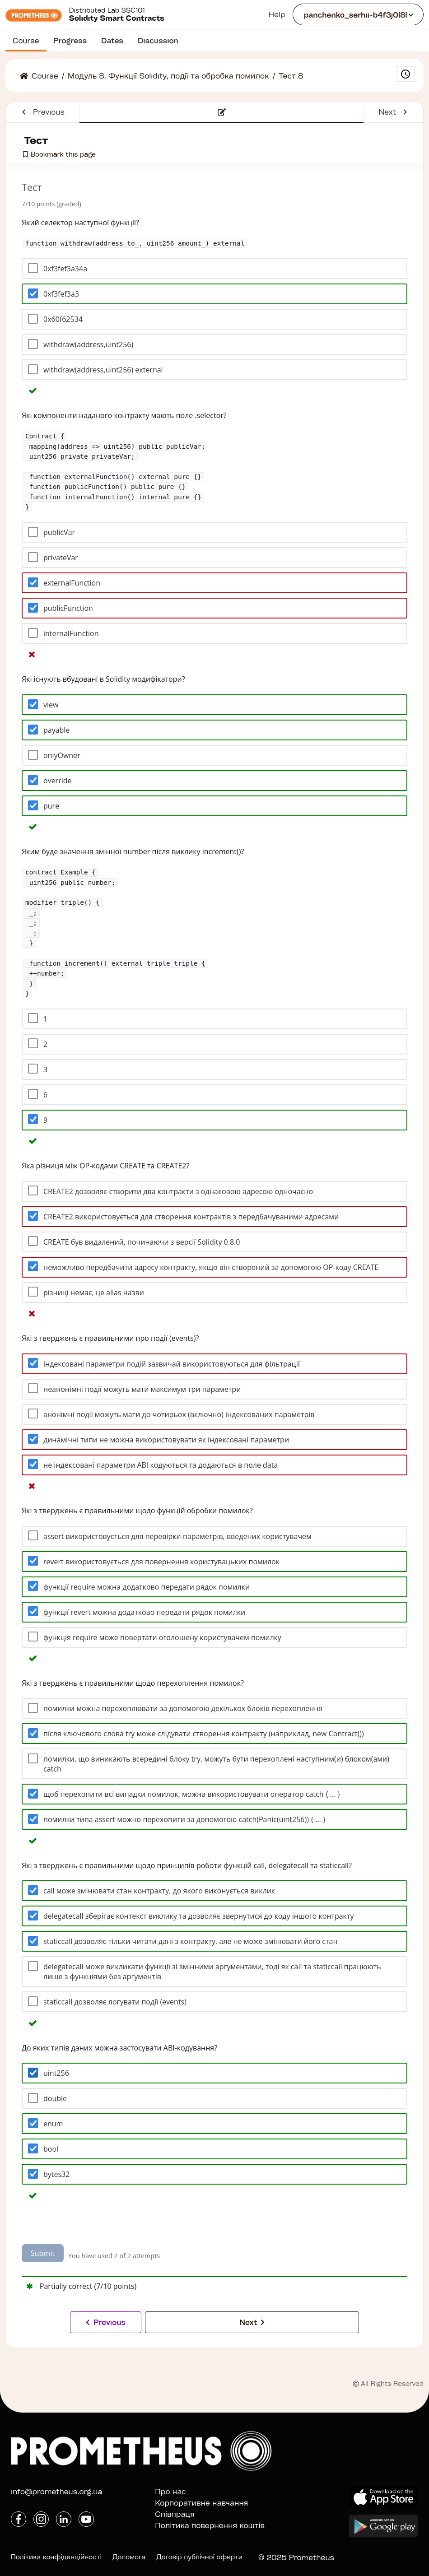 PROMETHEUS
Distributed Lab SSC101
Solidity Smart Contracts
Help
panchenko_serhii-b4f3j0l8l
Course
Progress
Dates
Discussion
Course / Модуль 8. Функції Solidity, події та обробка помилок / Тест 8
Previous
Next
Тест
Bookmark this page
Тест
7/10 points (graded)
Який селектор наступної функції?
function withdraw(address to_, uint256 amount_) external
0xf3fef3a34a
0xf3fef3a3
0x60f62534
withdraw(address,uint256)
withdraw(address,uint256) external
Які компоненти наданого контракту мають поле .selector?
Contract {
mapping(address => uint256) public publicVar;
uint256 private privateVar;
function externalFunction() external pure {}
function publicFunction() public pure {}
function internalFunction() internal pure {}
}
publicVar
privateVar
externalFunction
publicFunction
internalFunction
Які існують вбудовані в Solidity модифікатори?
view
payable
onlyOwner
override
pure
Яким буде значення змінної number після виклику increment()?
contract Example {
uint256 public number;
modifier triple() {
_;
_;
_;
}
function increment() external triple triple {
++number;
}
}
1
2
3
6
9
Яка різниця між OP-кодами CREATE та CREATE2?
CREATE2 дозволяє створити два контракти з однаковою адресою одночасно
CREATE2 використовується для створення контрактів з передбачуваними адресами
CREATE був видалений, починаючи з версії Solidity 0.8.0
неможливо передбачити адресу контракту, якщо він створений за допомогою OP-коду CREATE
різниці немає, це alias назви
Які з тверджень є правильними про події (events)?
індексовані параметри подій зазвичай використовуються для фільтрації
неанонімні події можуть мати максимум три параметри
анонімні події можуть мати до чотирьох (включно) індексованих параметрів
динамічні типи не можна використовувати як індексовані параметри
не індексовані параметри ABI кодуються та додаються в поле data
Які з тверджень є правильними щодо функцій обробки помилок?
assert використовується для перевірки параметрів, введених користувачем
revert використовується для повернення користувацьких помилок
функції require можна додатково передати рядок помилки
функції revert можна додатково передати рядок помилки
функція require може повертати оголошену користувачем помилку
Які з тверджень є правильними щодо перехоплення помилок?
помилки можна перехоплювати за допомогою декількох блоків перехоплення
після ключового слова try може слідувати створення контракту (наприклад, new Contract())
помилки, що виникають всередині блоку try, можуть бути перехоплені наступним(и) блоком(ами)
catch
щоб перехопити всі випадки помилок, можна використовувати оператор catch { ... }
помилки типа assert можно перехопити за допомогою catch(Panic(uint256)) { ... }
Які з тверджень є правильними щодо принципів роботи функцій call, delegatecall та staticcall?
call може змінювати стан контракту, до якого виконується виклик
delegatecall зберігає контекст виклику та дозволяє звернутися до коду іншого контракту
staticcall дозволяє тільки читати дані з контракту, але не може змінювати його стан
delegatecall може викликати функції зі змінними аргументами, тоді як call та staticcall працюють
лише з функціями без аргументів
staticcall дозволяє логувати події (events)
До яких типів даних можна застосувати ABI-кодування?
uint256
double
enum
bool
bytes32
Submit
You have used 2 of 2 attempts
Partially correct (7/10 points)
Previous
Next
© All Rights Reserved
PROMETHEUS
info@prometheus.org.ua
Про нас
Корпоративне навчання
Співпраця
Політика повернення коштів
Download on the
App Store
ANDROID APP ON
Google play
Політика конфіденційності
Допомога
Договір публічної оферти
© 2025 Prometheus